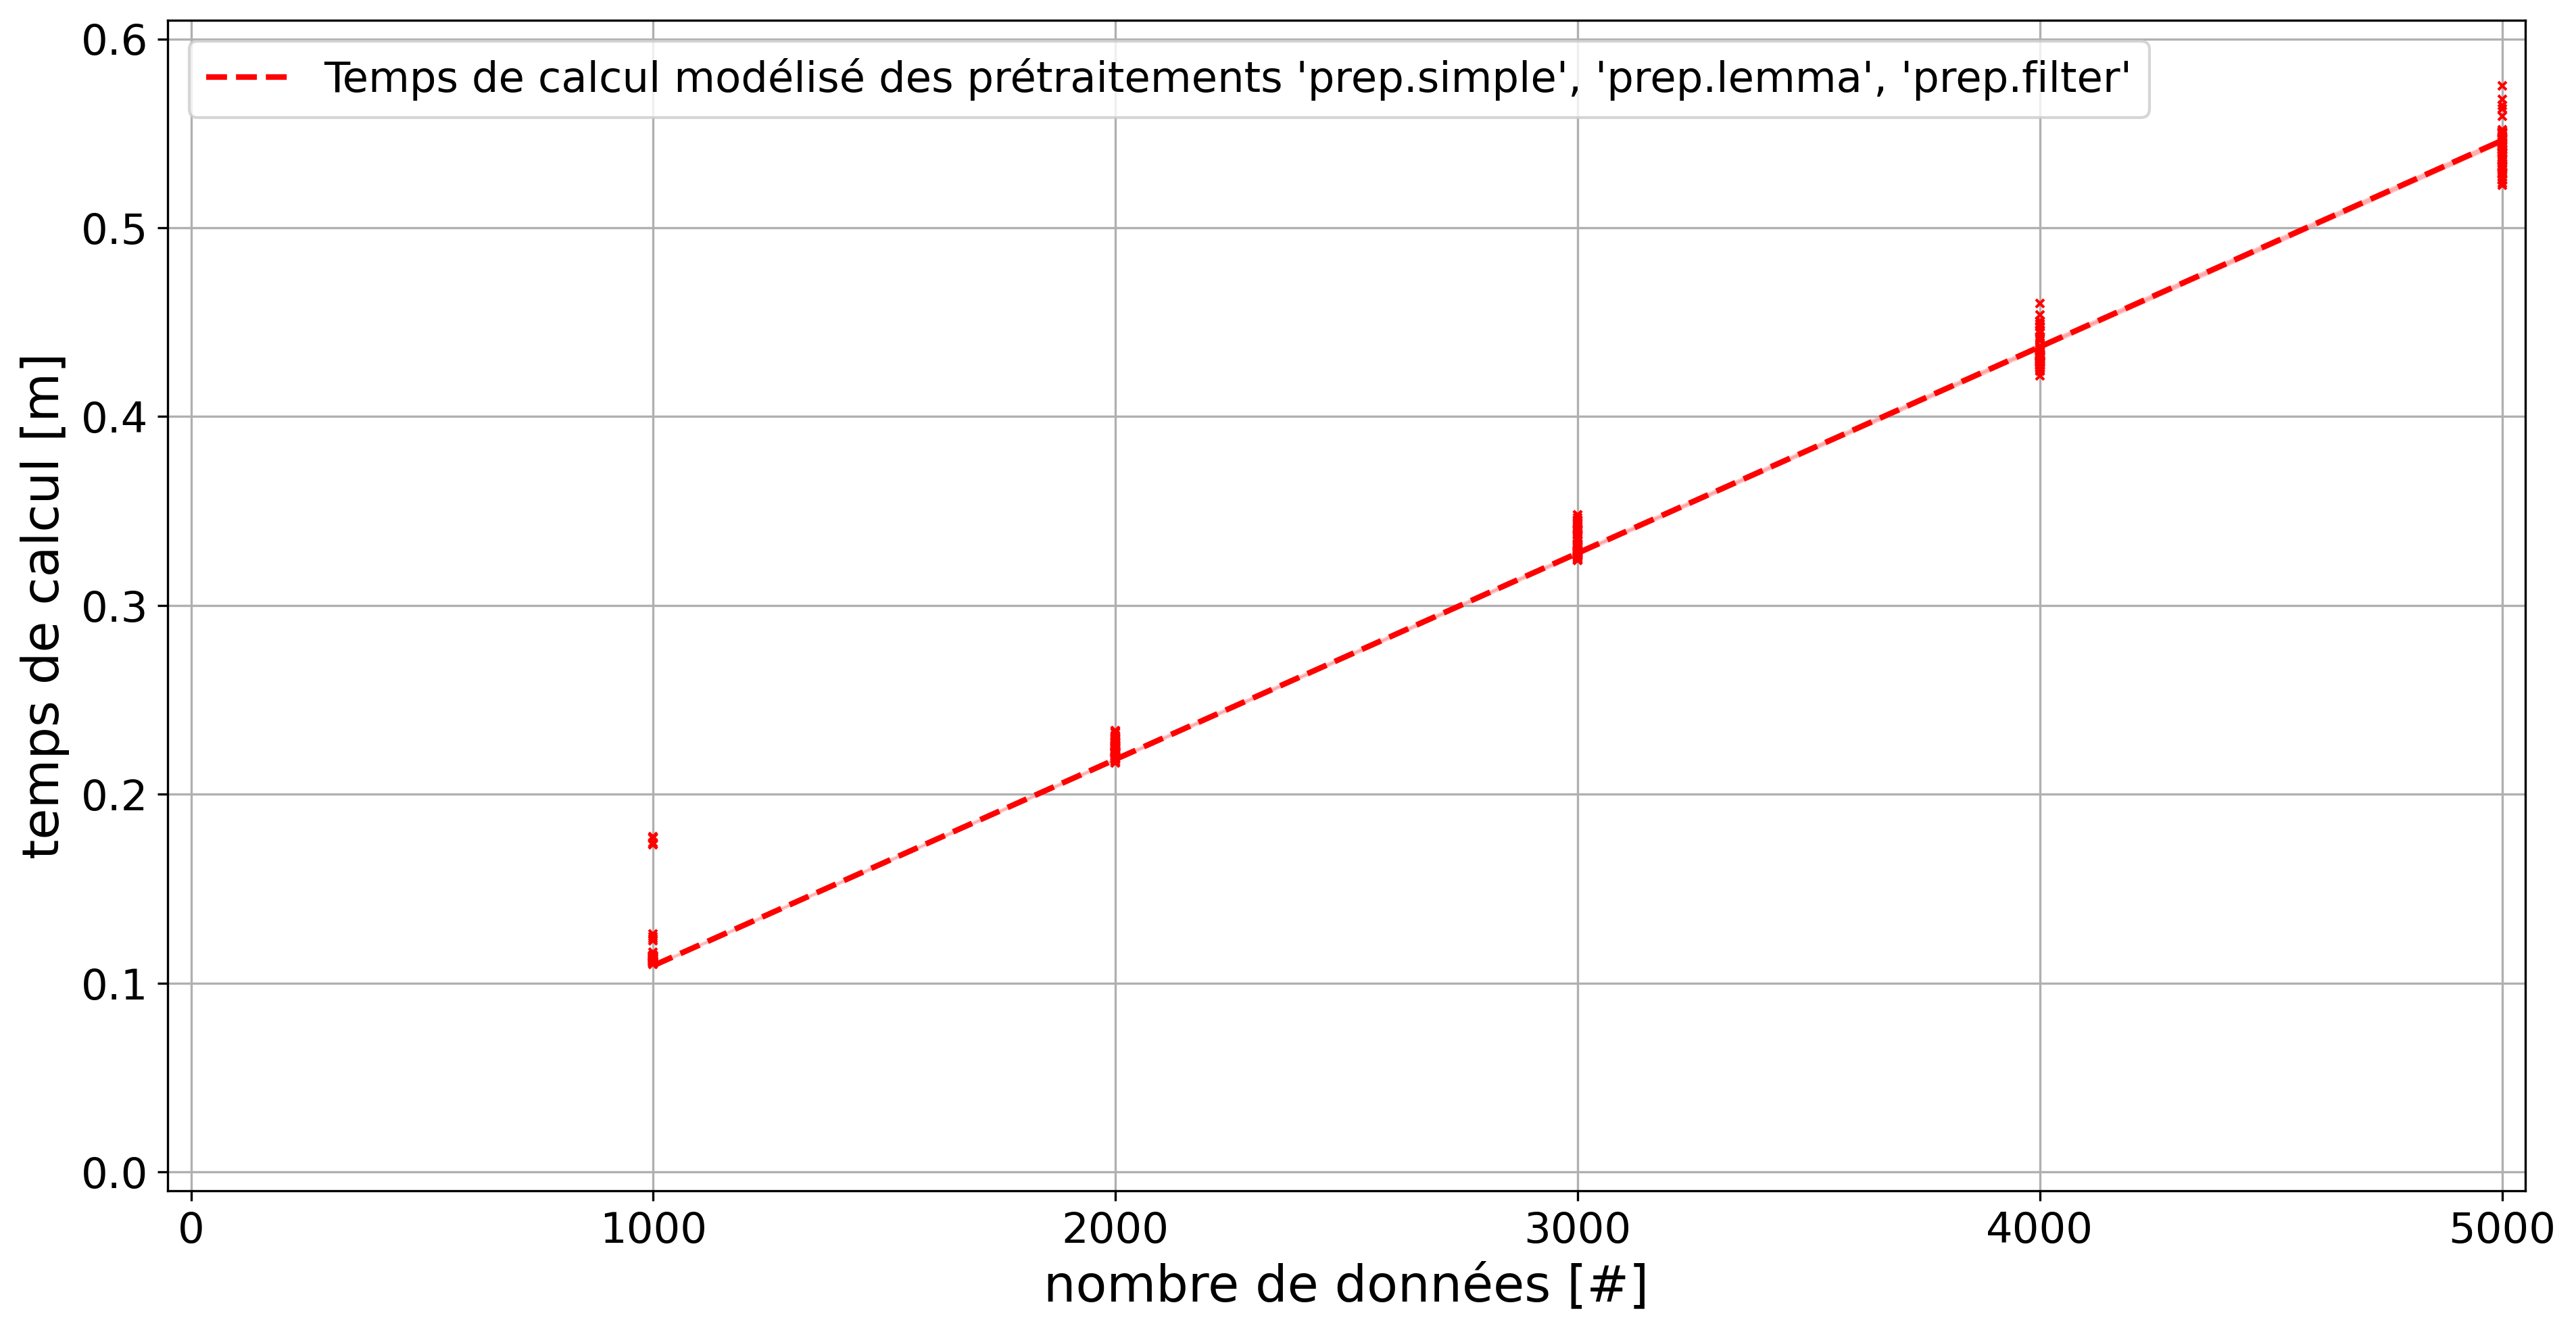 Temps de calcul modélisé des prétraitements 'prep.simple', 'prep.lemma', 'prep.filter'
temps de calcul [m]
0.6
0.5
0.4
0.3
0.2
0.1
0.0
0 1000 2000 3000 4000 5000
nombre de données [#]